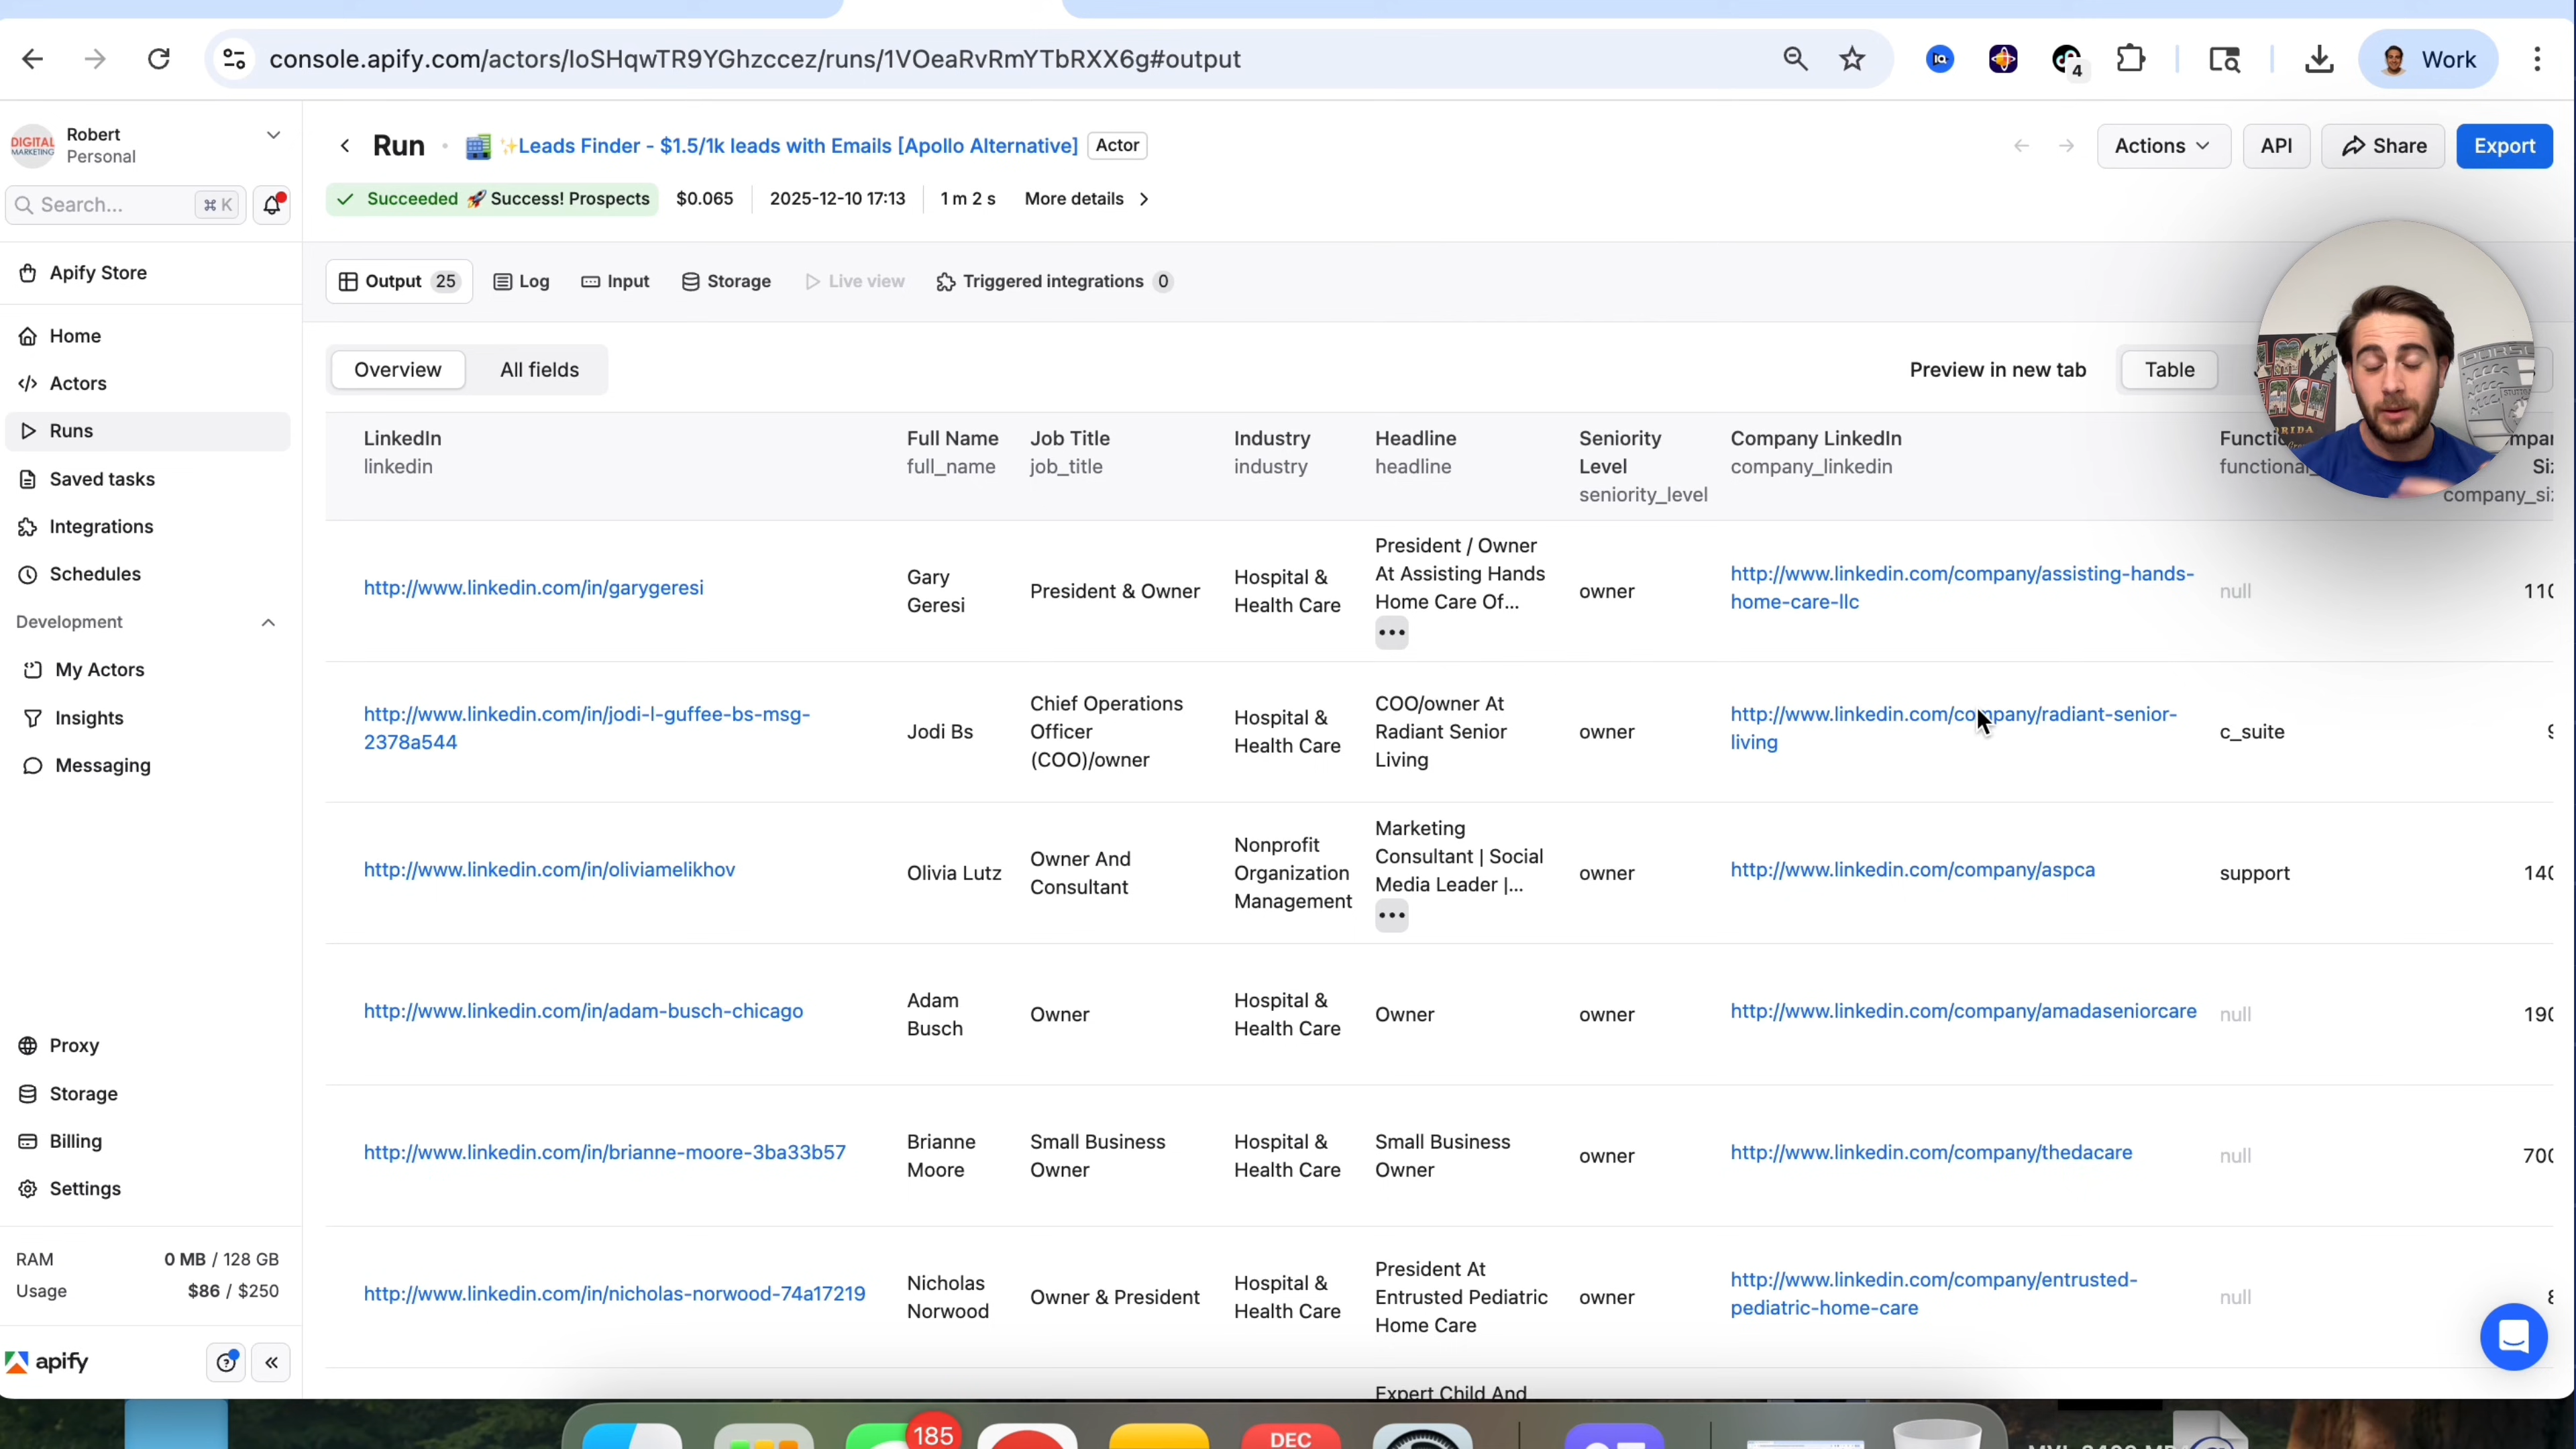 console.apify.com/actors/IoSHqwTR9YGhzccez/runs/1VOeaRvRmYTbRXX6g#output
4
Work
DIGITAL
MARKETING
Robert
Personal
Search...
⌘ K
Apify Store
Home
Actors
Runs
Saved tasks
Integrations
Schedules
Development
My Actors
Insights
Messaging
Proxy
Storage
Billing
Settings
RAM 0 MB / 128 GB
Usage $86 / $250
apify
Run • ✨Leads Finder - $1.5/1k leads with Emails [Apollo Alternative] Actor
Actions API Share Export
Succeeded 🚀 Success! Prospects $0.065 2025-12-10 17:13 1 m 2 s More details
Output 25 Log Input Storage Live view Triggered integrations 0
Overview All fields Preview in new tab Table
LinkedIn
linkedin
Full Name
full_name
Job Title
job_title
Industry
industry
Headline
headline
Seniority
Level
seniority_level
Company LinkedIn
company_linkedin
http://www.linkedin.com/in/garygeresi
Gary
Geresi
President & Owner
Hospital &
Health Care
President / Owner
At Assisting Hands
Home Care Of...
owner
http://www.linkedin.com/company/assisting-hands-
home-care-llc
null
110
http://www.linkedin.com/in/jodi-l-guffee-bs-msg-
2378a544
Jodi Bs
Chief Operations
Officer
(COO)/owner
Hospital &
Health Care
COO/owner At
Radiant Senior
Living
owner
http://www.linkedin.com/company/radiant-senior-
living
c_suite
http://www.linkedin.com/in/oliviamelikhov
Olivia Lutz
Owner And
Consultant
Nonprofit
Organization
Management
Marketing
Consultant | Social
Media Leader |...
owner
http://www.linkedin.com/company/aspca
support
140
http://www.linkedin.com/in/adam-busch-chicago
Adam
Busch
Owner
Hospital &
Health Care
Owner
owner
http://www.linkedin.com/company/amadaseniorcare
null
190
http://www.linkedin.com/in/brianne-moore-3ba33b57
Brianne
Moore
Small Business
Owner
Hospital &
Health Care
Small Business
Owner
owner
http://www.linkedin.com/company/thedacare
null
700
http://www.linkedin.com/in/nicholas-norwood-74a17219
Nicholas
Norwood
Owner & President
Hospital &
Health Care
President At
Entrusted Pediatric
Home Care
owner
http://www.linkedin.com/company/entrusted-
pediatric-home-care
null
Expert Child And
185
DEC